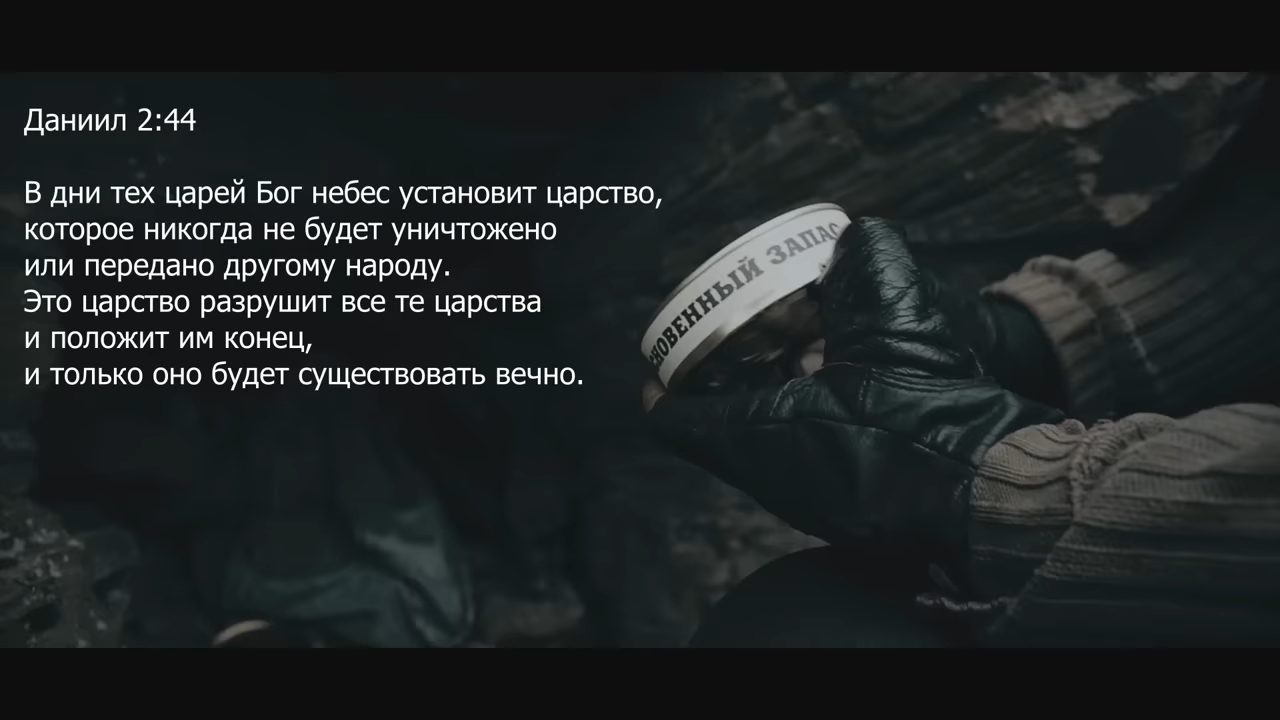 Даниил 2:44
В дни тех царей Бог небес установит царство,
которое никогда не будет уничтожено
или передано другому народу.
Это царство разрушит все те царства
и положит им конец,
и только оно будет существовать вечно.
ЗАПАС